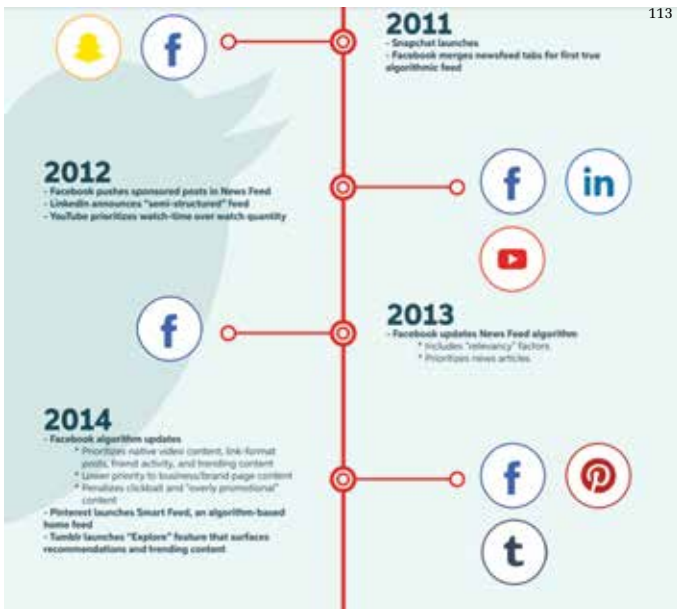 113
2011
- Snapchat launches
- Facebook merges newsfeed tabs for first true
algorithmic feed
2012
- Facebook pushes sponsored posts in News Feed
- LinkedIn announces "semi-structured" feed
- YouTube prioritizes watch-time over watch quantity
2013
- Facebook updates News Feed algorithm
* Includes "relevancy" factors
* Prioritizes news articles
2014
- Facebook algorithm updates
* Prioritizes native video content, link-format
posts, friend activity, and trending content
* Lower priority to business/brand page content
* Penalizes clickbait and "overly promotional"
content
- Pinterest launches Smart Feed, an algorithm-based
home feed
- Tumblr launches "Explore" feature that surfaces
recommendations and trending content